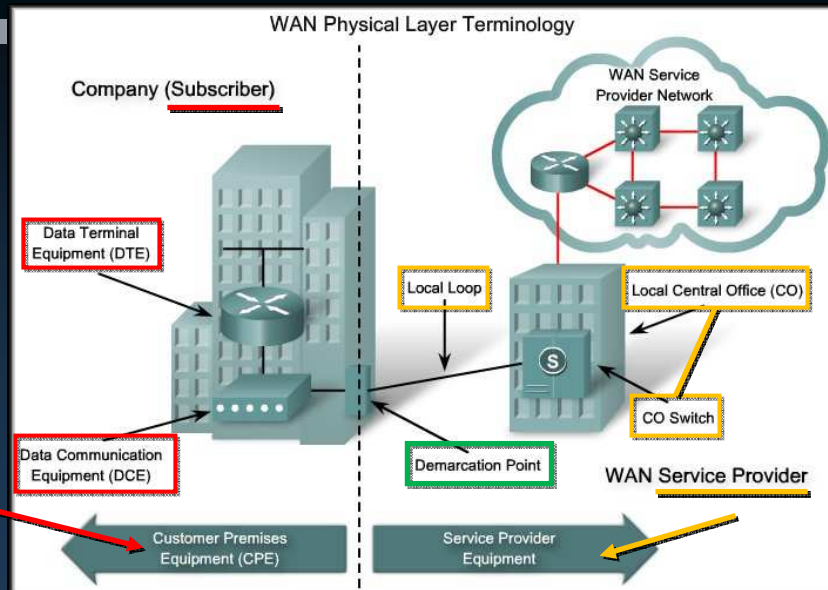 WAN Physical Layer Terminology
Company (Subscriber)
WAN Service
Provider Network
Data Terminal
Equipment (DTE)
Local Loop
Local Central Office (CO)
S
CO Switch
Data Communication
Equipment (DCE)
Demarcation Point
WAN Service Provider
Customer Premises
Equipment (CPE)
Service Provider
Equipment